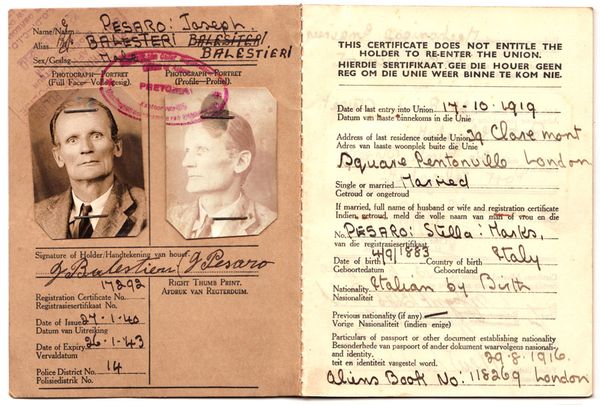 PESARO: Joseph.
Name/Naam
Alias BALESTERI BALESITER/
BALESTIERI
Sex/Geslag Male
PHOTOGRAPH—PORTRET
(Full Face—Volgesig).
PHOTOGRAPH—PORTRET
(Profile—Profiel).
PRETORIA
Signature of Holder/Handtekening van houer.
J Balestieri J Pesaro
17292
Registration Certificate No.
Registrasiesertifikaat No.
Date of Issue 27-1-40
Datum van Uitreiking
Date of Expiry 26-1-43
Vervaldatum
Police District No. 14
Polisiedistrik No.
RIGHT THUMB PRINT.
AFDRUK VAN REGTERDUIM.
THIS CERTIFICATE DOES NOT ENTITLE THE
HOLDER TO RE-ENTER THE UNION.
HIERDIE SERTIFIKAAT GEE DIE HOUER GEEN
REG OM DIE UNIE WEER BINNE TE KOM NIE.
Date of last entry into Union 17-10-1919
Datum van laaste binnekoms in die Unie
Address of last residence outside Union 39 Claremont
Adres van laaste woonplek buite die Unie
Square Pentonville London
Single or married Married
Getroud or ongetroud
If married, full name of husband or wife and registration certificate
Indien getroud, meld die volle naam van man of vrou en die
No. PESARO: Stella: Marks,
van die registrasiesertifikaat
Date of birth 4/9/1883 Country of birth Italy
Geboortedatum Geboorteland
Nationality Italian by Birth
Nasionaliteit
Previous nationality (if any)
Vorige Nasionaliteit (indien enige)
Particulars of passport or other document establishing nationality
Besonderhede van paspoort of ander dokument waarvolgens nasionali-
and identity.
teit en identiteit vasgestel word.
29-8-1916.
Aliens Book No: 118269 London